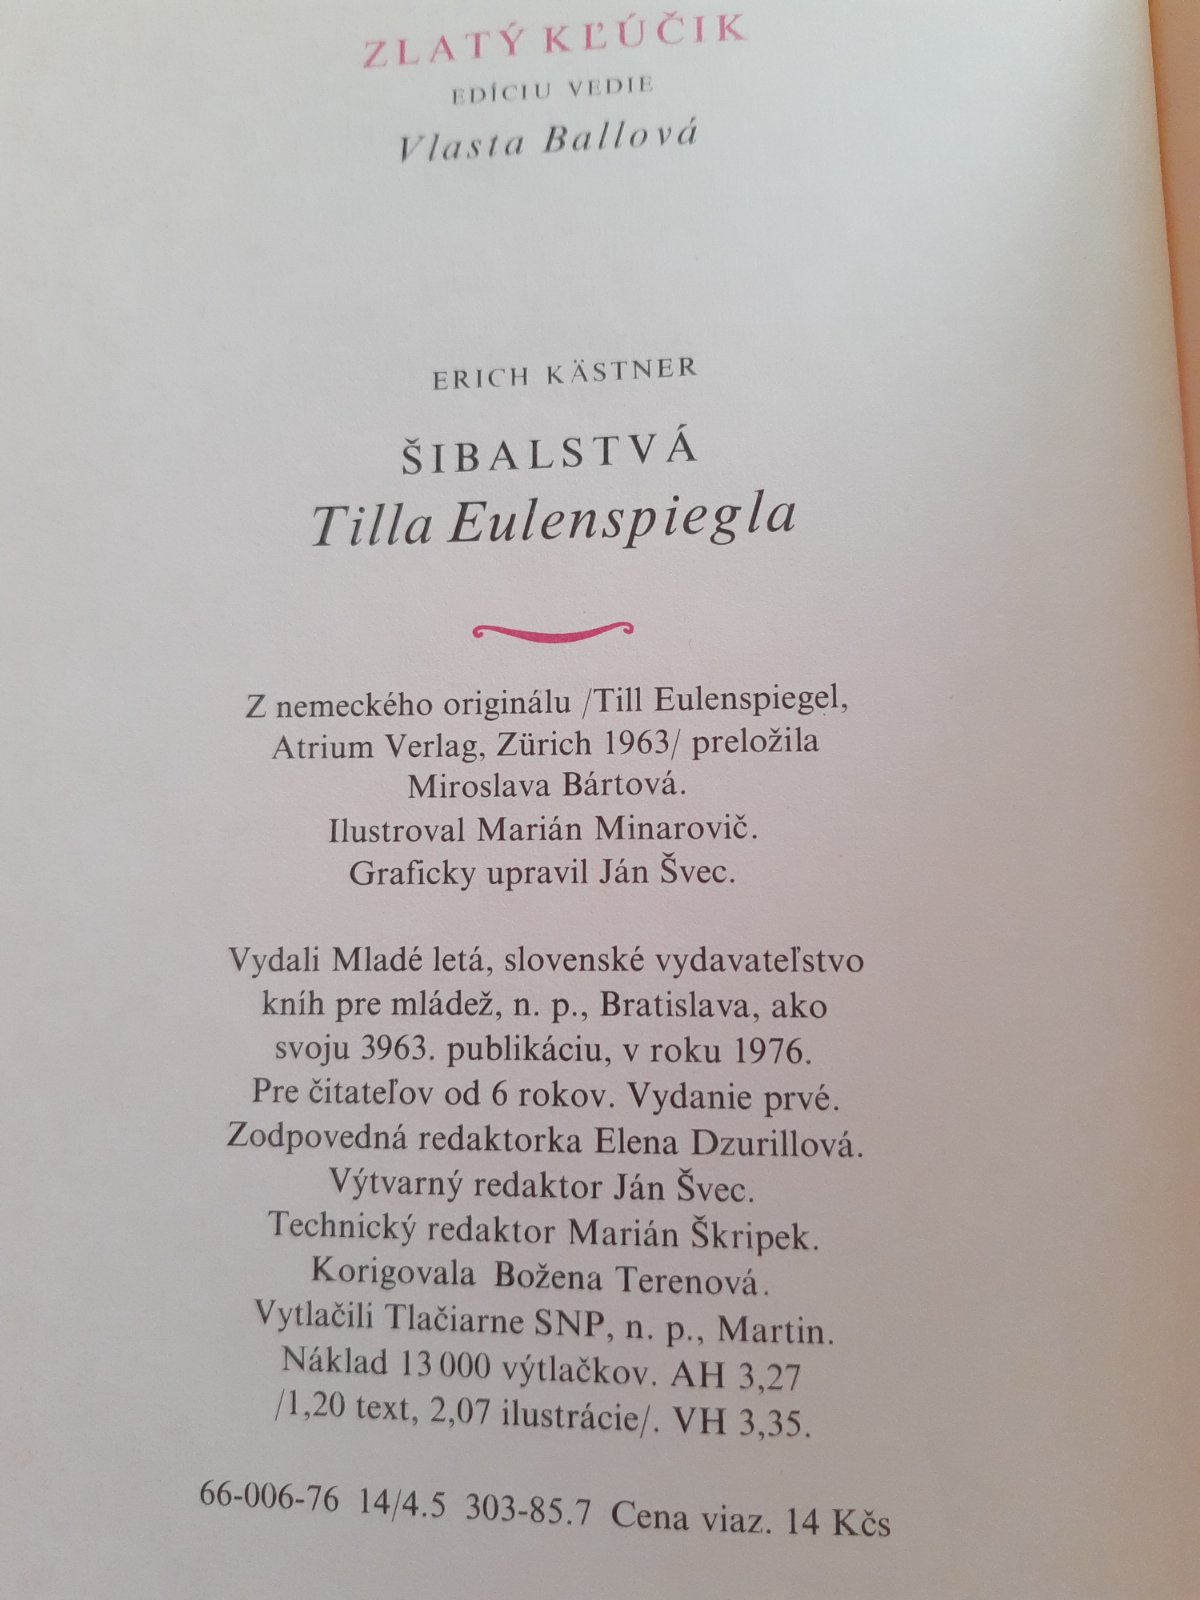 ZLATÝ KĽÚČIK
EDÍCIU VEDIE
Vlasta Ballová
ERICH KÄSTNER
ŠIBALSTVÁ
Tilla Eulenspiegla
Z nemeckého originálu /Till Eulenspiegel,
Atrium Verlag, Zürich 1963/ preložila
Miroslava Bártová.
Ilustroval Marián Minarovič.
Graficky upravil Ján Švec.
Vydali Mladé letá, slovenské vydavateľstvo
kníh pre mládež, n. p., Bratislava, ako
svoju 3963. publikáciu, v roku 1976.
Pre čitateľov od 6 rokov. Vydanie prvé.
Zodpovedná redaktorka Elena Dzurillová.
Výtvarný redaktor Ján Švec.
Technický redaktor Marián Škripek.
Korigovala Božena Terenová.
Vytlačili Tlačiarne SNP, n. p., Martin.
Náklad 13 000 výtlačkov. AH 3,27
/1,20 text, 2,07 ilustrácie/. VH 3,35.
66-006-76 14/4.5 303-85.7 Cena viaz. 14 Kčs